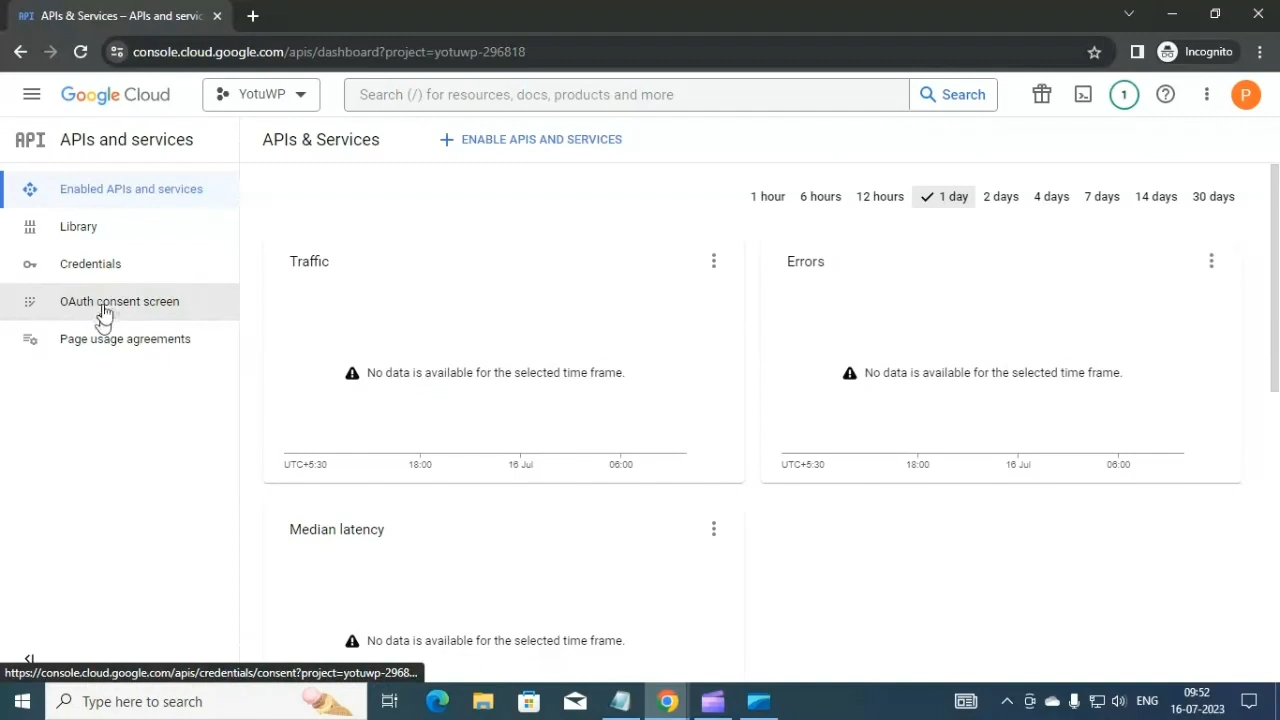 API APIs & Services – APIs and servic
console.cloud.google.com/apis/dashboard?project=yotuwp-296818
Incognito
Google Cloud
YotuWP
Search (/) for resources, docs, products and more
Search
1
P
API APIs and services
APIs & Services
ENABLE APIS AND SERVICES
Enabled APIs and services
Library
Credentials
OAuth consent screen
Page usage agreements
1 hour 6 hours 12 hours 1 day 2 days 4 days 7 days 14 days 30 days
Traffic
No data is available for the selected time frame.
UTC+5:30 18:00 16 Jul 06:00
Errors
No data is available for the selected time frame.
UTC+5:30 18:00 16 Jul 06:00
Median latency
No data is available for the selected time frame.
https://console.cloud.google.com/apis/credentials/consent?project=yotuwp-2968...
Type here to search
ENG
09:52
16-07-2023